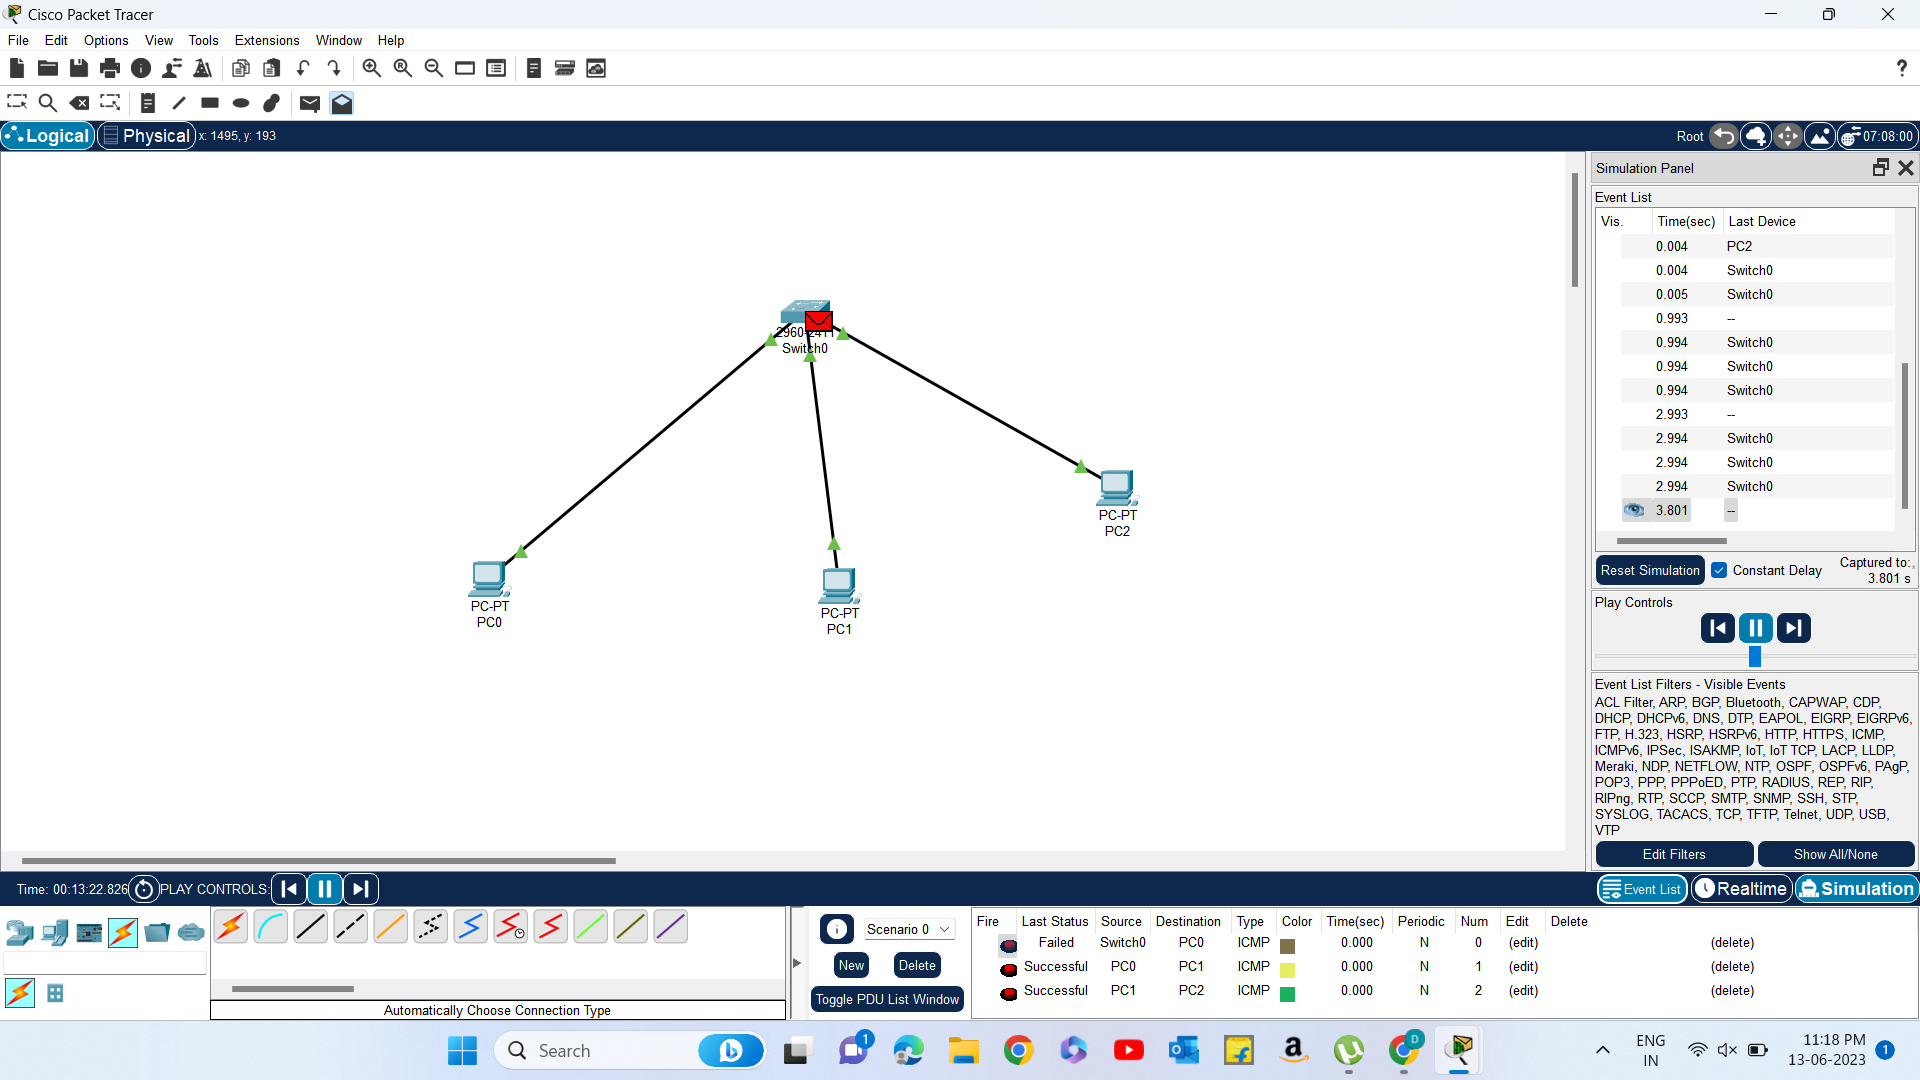 Cisco Packet Tracer
File Edit Options View Tools Extensions Window Help
?
Logical Physical x: 1495, y: 193 Root 07:08:00
Simulation Panel
Event List
Vis. Time(sec) Last Device
0.004 PC2
0.004 Switch0
0.005 Switch0
0.993 --
0.994 Switch0
0.994 Switch0
0.994 Switch0
2.993 --
2.994 Switch0
2.994 Switch0
2.994 Switch0
3.801 --
Reset Simulation Constant Delay Captured to:
3.801 s
Play Controls
Event List Filters - Visible Events
ACL Filter, ARP, BGP, Bluetooth, CAPWAP, CDP,
DHCP, DHCPv6, DNS, DTP, EAPOL, EIGRP, EIGRPv6,
FTP, H.323, HSRP, HSRPv6, HTTP, HTTPS, ICMP,
ICMPv6, IPSec, ISAKMP, IoT, IoT TCP, LACP, LLDP,
Meraki, NDP, NETFLOW, NTP, OSPF, OSPFv6, PAgP,
POP3, PPP, PPPoED, PTP, RADIUS, REP, RIP,
RIPng, RTP, SCCP, SMTP, SNMP, SSH, STP,
SYSLOG, TACACS, TCP, TFTP, Telnet, UDP, USB,
VTP
Edit Filters Show All/None
Switch0
PC-PT
PC0
PC-PT
PC1
PC-PT
PC2
Time: 00:13:22.826 PLAY CONTROLS: Event List Realtime Simulation
Automatically Choose Connection Type
Scenario 0
New Delete
Toggle PDU List Window
Fire Last Status Source Destination Type Color Time(sec) Periodic Num Edit Delete
Failed Switch0 PC0 ICMP 0.000 N 0 (edit) (delete)
Successful PC0 PC1 ICMP 0.000 N 1 (edit) (delete)
Successful PC1 PC2 ICMP 0.000 N 2 (edit) (delete)
Search
1
D
ENG
IN
11:18 PM
13-06-2023
1